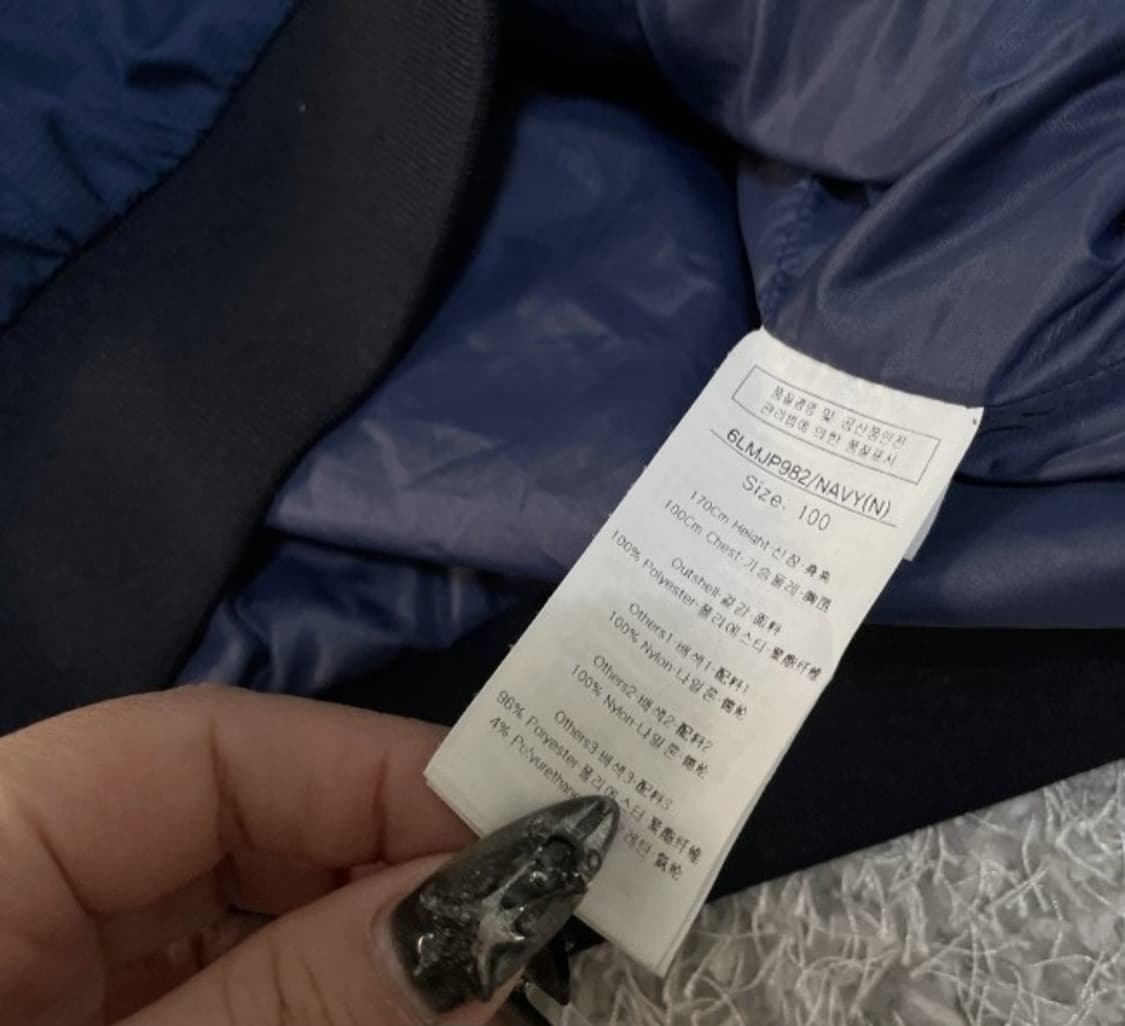 품질경영 및 공산품안전
관리법에 의한 품질표시
6LMJP982/NAVY(N)
Size. 100
170Cm Height·신장·身高
100Cm Chest·가슴둘레·胸围
Outshell·겉감·面料
100% Polyester·폴리에스터·聚酯纤维
Others1·배색1·配料1
100% Nylon·나일론·锦纶
Others2·배색2·配料2
100% Nylon·나일론·锦纶
Others3·배색3·配料3
96% Polyester·폴리에스터·聚酯纤维
4% Polyurethane 레탄·氨纶